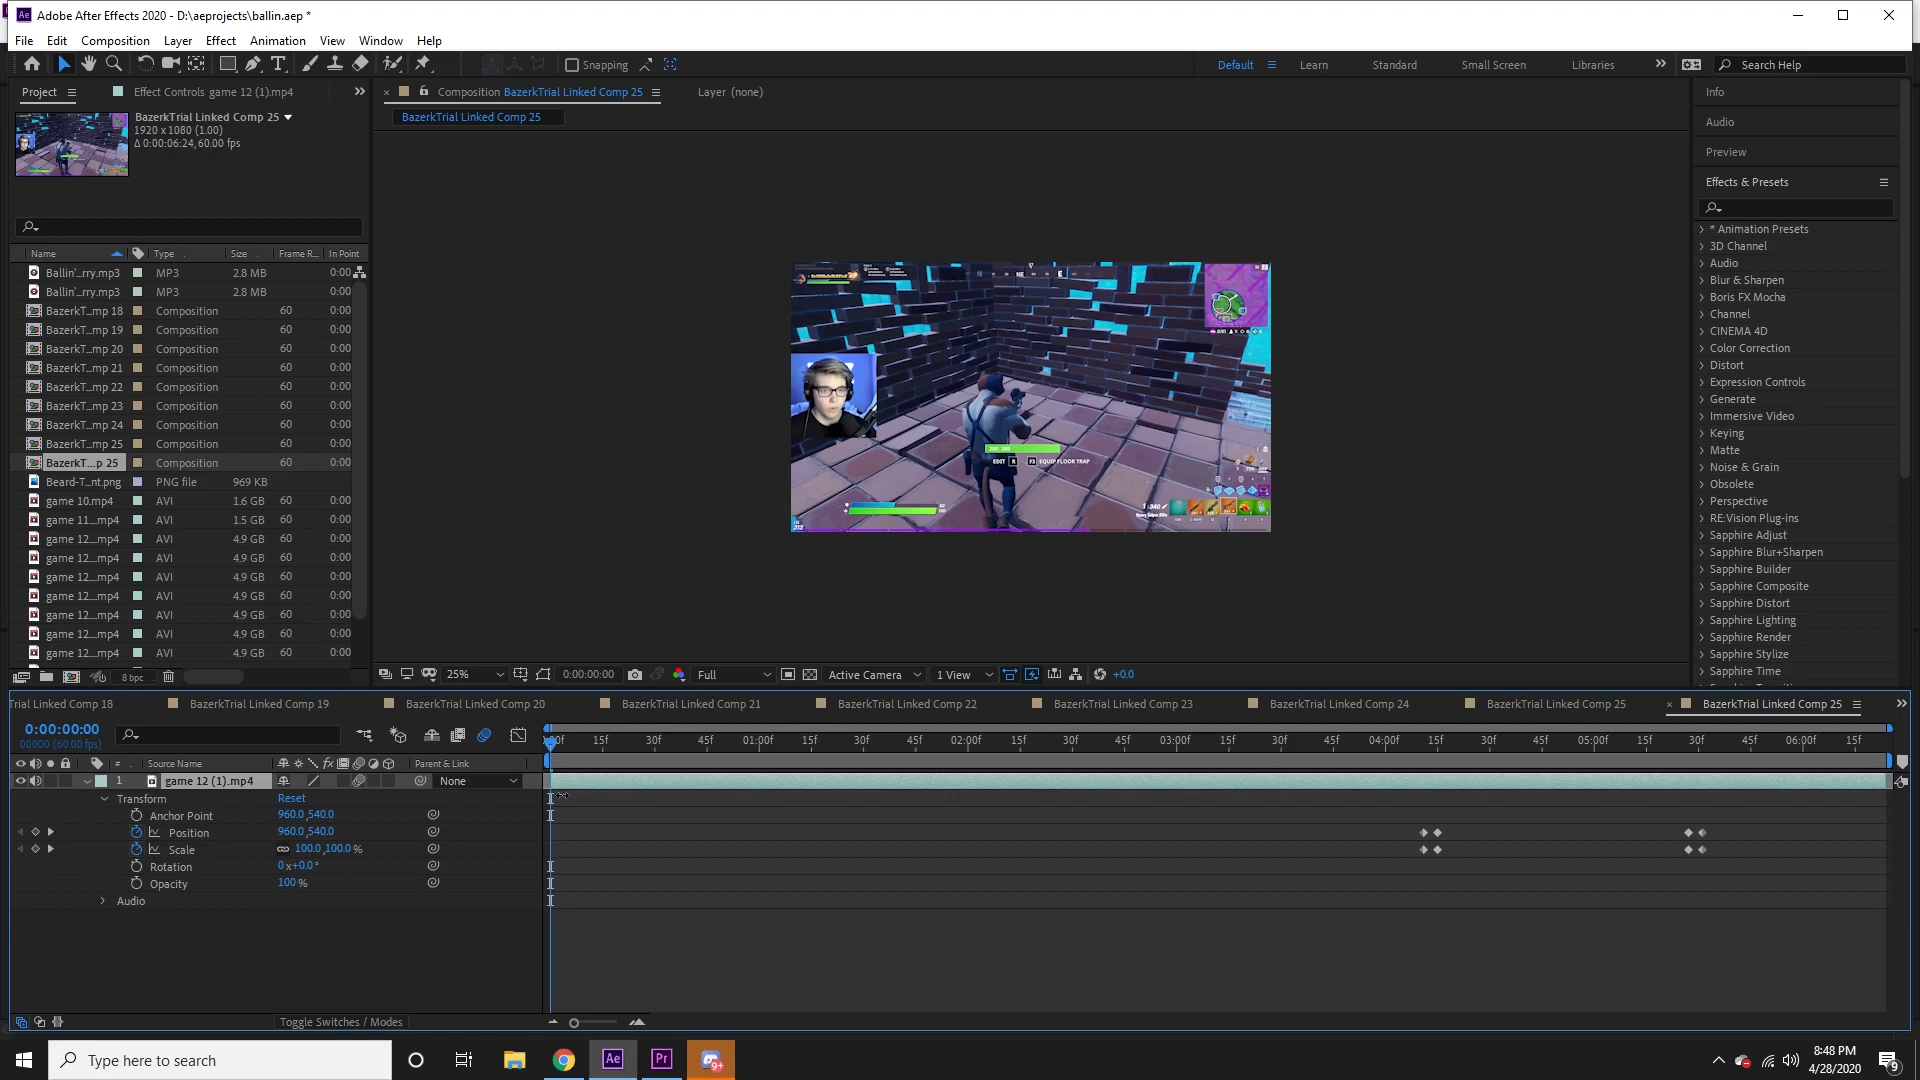 Adobe After Effects 2020 - D:\aeprojects\ballin.aep *
File Edit Composition Layer Effect Animation View Window Help
Snapping Default Learn Standard Small Screen Libraries Search Help
Project Effect Controls game 12 (1).mp4
BazerkTrial Linked Comp 25
1920 x 1080 (1.00)
Δ 0:00:06:24, 60.00 fps
Name Type Size Frame R... In Point
Ballin'...rry.mp3 MP3 2.8 MB 0:00
Ballin'...rry.mp3 MP3 2.8 MB 0:00
BazerkT...mp 18 Composition 60 0:00
BazerkT...mp 19 Composition 60 0:00
BazerkT...mp 20 Composition 60 0:00
BazerkT...mp 21 Composition 60 0:00
BazerkT...mp 22 Composition 60 0:00
BazerkT...mp 23 Composition 60 0:00
BazerkT...mp 24 Composition 60 0:00
BazerkT...mp 25 Composition 60 0:00
BazerkT...p 25 Composition 60 0:00
Beard-T...nt.png PNG file 969 KB
game 10.mp4 AVI 1.6 GB 60 0:00
game 11....mp4 AVI 1.5 GB 60 0:00
game 12....mp4 AVI 4.9 GB 60 0:00
game 12....mp4 AVI 4.9 GB 60 0:00
game 12....mp4 AVI 4.9 GB 60 0:00
game 12....mp4 AVI 4.9 GB 60 0:00
game 12....mp4 AVI 4.9 GB 60 0:00
game 12....mp4 AVI 4.9 GB 60 0:00
game 12....mp4 AVI 4.9 GB 60 0:00
8 bpc
Composition BazerkTrial Linked Comp 25 Layer (none)
BazerkTrial Linked Comp 25
N NE E
EDIT R F3 EQUIP FLOOR TRAP
213
1 340
25% 0:00:00:00 Full Active Camera 1 View +0.0
Info
Audio
Preview
Effects & Presets
* Animation Presets
3D Channel
Audio
Blur & Sharpen
Boris FX Mocha
Channel
CINEMA 4D
Color Correction
Distort
Expression Controls
Generate
Immersive Video
Keying
Matte
Noise & Grain
Obsolete
Perspective
RE:Vision Plug-ins
Sapphire Adjust
Sapphire Blur+Sharpen
Sapphire Builder
Sapphire Composite
Sapphire Distort
Sapphire Lighting
Sapphire Render
Sapphire Stylize
Sapphire Time
rial Linked Comp 18 BazerkTrial Linked Comp 19 BazerkTrial Linked Comp 20 BazerkTrial Linked Comp 21 BazerkTrial Linked Comp 22 BazerkTrial Linked Comp 23 BazerkTrial Linked Comp 24 BazerkTrial Linked Comp 25 BazerkTrial Linked Comp 25
0:00:00:00
00000 (60.00 fps)
15f 30f 45f 01:00f 15f 30f 45f 02:00f 15f 30f 45f 03:00f 15f 30f 45f 04:00f 15f 30f 45f 05:00f 15f 30f 45f 06:00f 15f
# Source Name fx Parent & Link
1 game 12 (1).mp4 None
Transform Reset
Anchor Point 960.0,540.0
Position 960.0,540.0
Scale 100.0,100.0%
Rotation 0x+0.0°
Opacity 100%
Audio
Toggle Switches / Modes
Type here to search
Ae Pr 9+
8:48 PM
4/28/2020
9